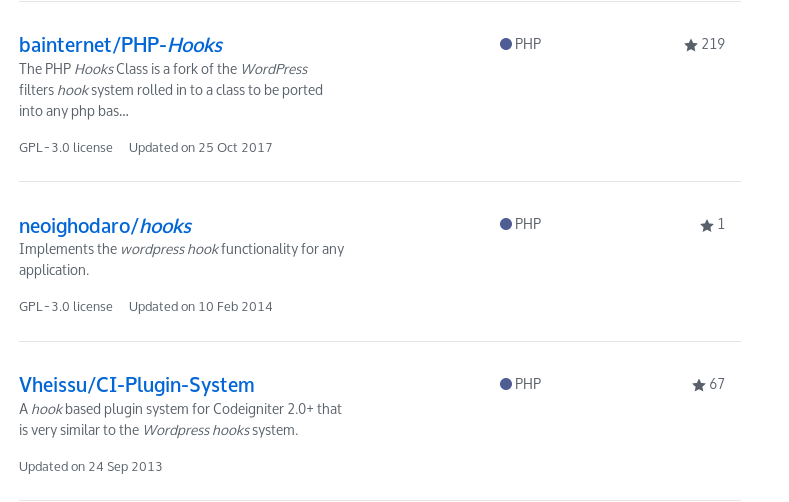 bainternet/PHP-Hooks
PHP
219
The PHP Hooks Class is a fork of the WordPress
filters hook system rolled in to a class to be ported
into any php bas...
GPL-3.0 license Updated on 25 Oct 2017
neoighodaro/hooks
PHP
1
Implements the wordpress hook functionality for any
application.
GPL-3.0 license Updated on 10 Feb 2014
Vheissu/CI-Plugin-System
PHP
67
A hook based plugin system for Codeigniter 2.0+ that
is very similar to the Wordpress hooks system.
Updated on 24 Sep 2013